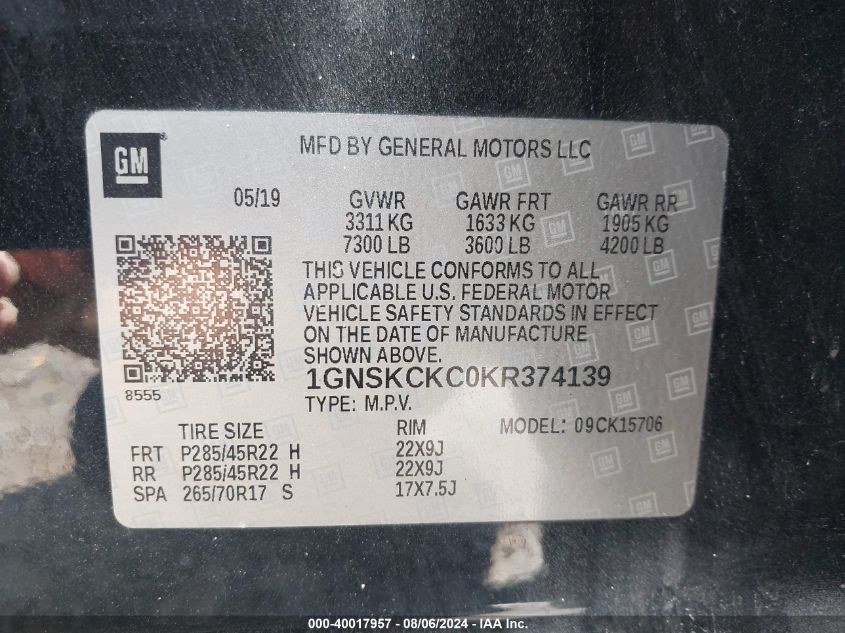 GM
MFD BY GENERAL MOTORS LLC
05/19 GVWR GAWR FRT GAWR RR
3311 KG 1633 KG 1905 KG
7300 LB 3600 LB 4200 LB
THIS VEHICLE CONFORMS TO ALL
APPLICABLE U.S. FEDERAL MOTOR
VEHICLE SAFETY STANDARDS IN EFFECT
ON THE DATE OF MANUFACTURE
SHOWN ABOVE.
8555
1GNSKCKC0KR374139
TYPE: M.P.V.
TIRE SIZE RIM MODEL: 09CK15706
FRT P285/45R22 H 22X9J
RR P285/45R22 H 22X9J
SPA 265/70R17 S 17X7.5J
000-40017957 - 08/06/2024 - IAA Inc.